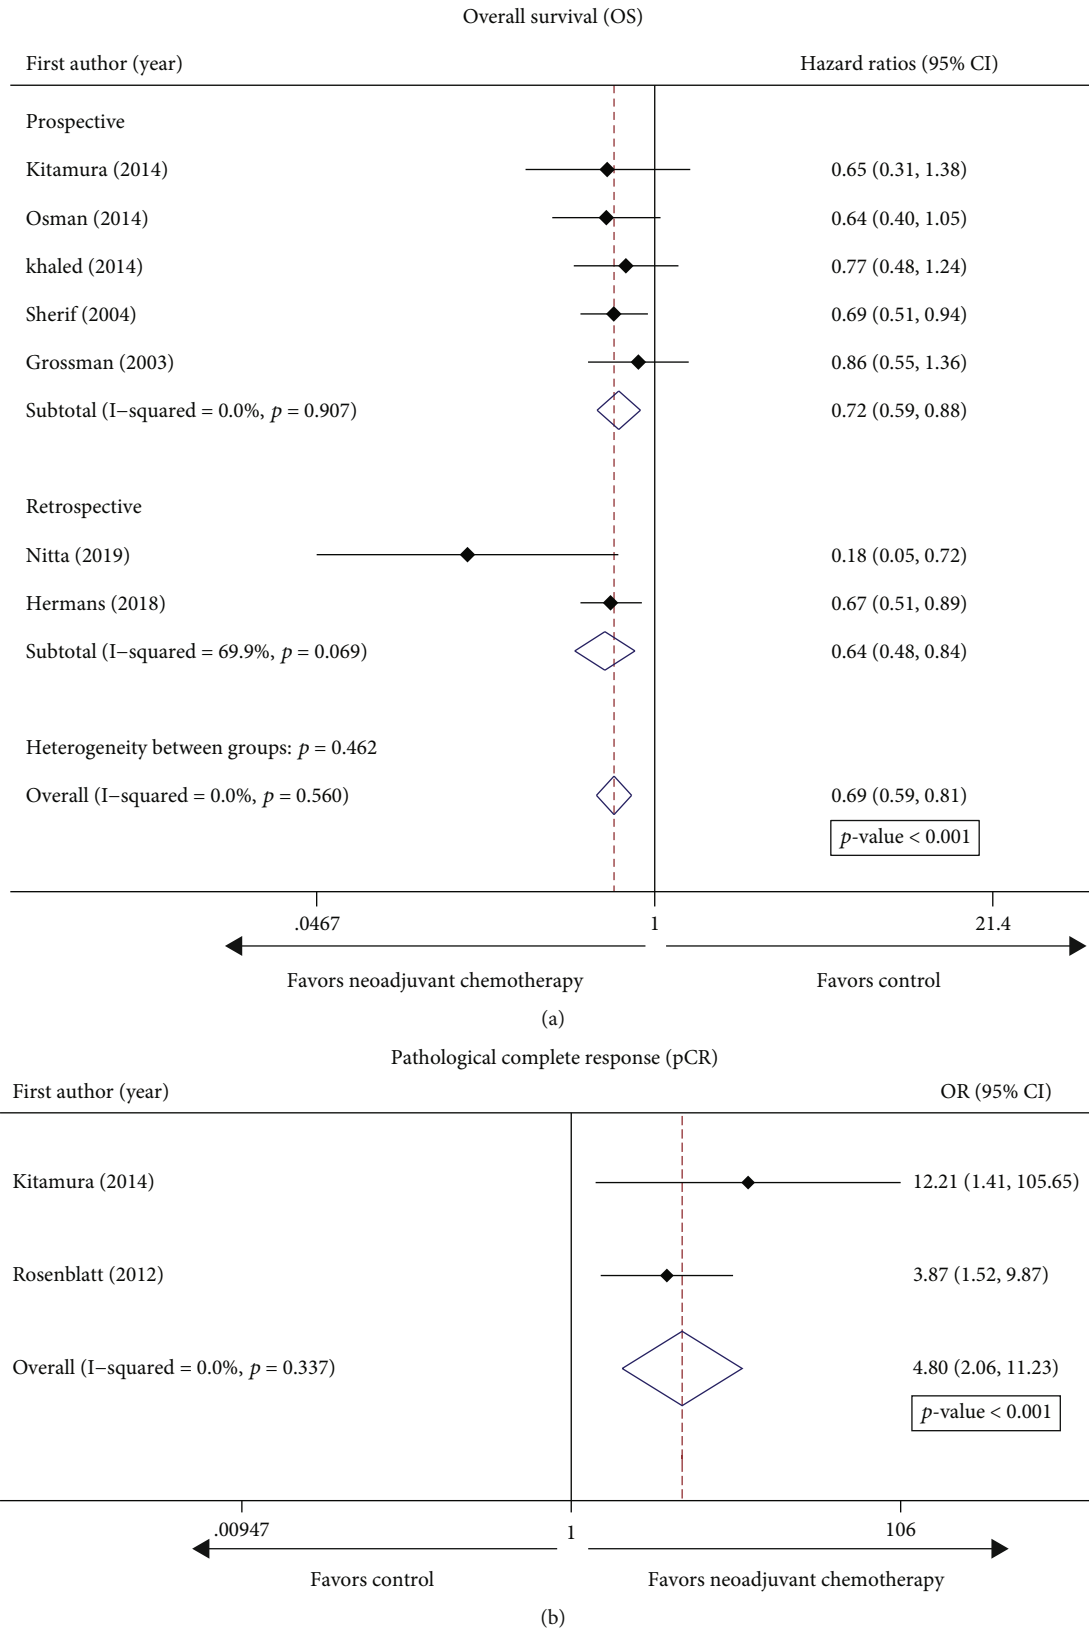 Overall survival (OS)
First author (year) Hazard ratios (95% CI)
Prospective
Kitamura (2014) 0.65 (0.31, 1.38)
Osman (2014) 0.64 (0.40, 1.05)
khaled (2014) 0.77 (0.48, 1.24)
Sherif (2004) 0.69 (0.51, 0.94)
Grossman (2003) 0.86 (0.55, 1.36)
Subtotal (I−squared = 0.0%, p = 0.907) 0.72 (0.59, 0.88)
Retrospective
Nitta (2019) 0.18 (0.05, 0.72)
Hermans (2018) 0.67 (0.51, 0.89)
Subtotal (I−squared = 69.9%, p = 0.069) 0.64 (0.48, 0.84)
Heterogeneity between groups: p = 0.462
Overall (I−squared = 0.0%, p = 0.560) 0.69 (0.59, 0.81)
p-value < 0.001
.0467 1 21.4
Favors neoadjuvant chemotherapy Favors control
(a)
Pathological complete response (pCR)
First author (year) OR (95% CI)
Kitamura (2014) 12.21 (1.41, 105.65)
Rosenblatt (2012) 3.87 (1.52, 9.87)
Overall (I−squared = 0.0%, p = 0.337) 4.80 (2.06, 11.23)
p-value < 0.001
.00947 1 106
Favors control Favors neoadjuvant chemotherapy
(b)